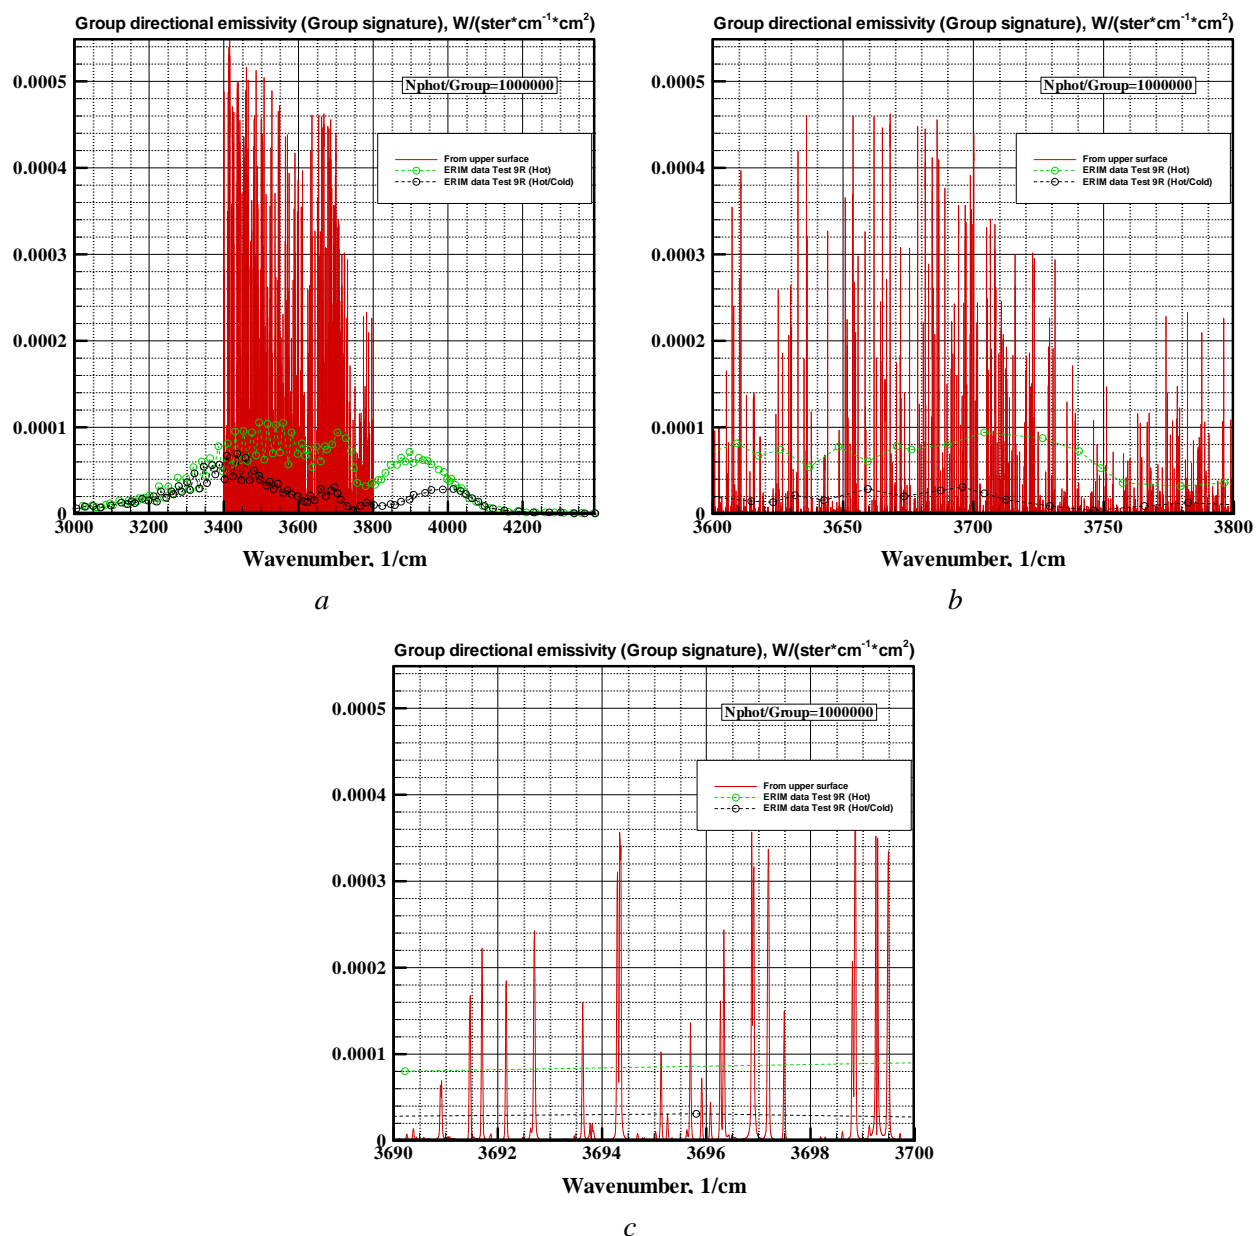 Group directional emissivity (Group signature), W/(ster*cm⁻¹*cm²)
0.0005
0.0004
0.0003
0.0002
0.0001
0
Nphot/Group=1000000
From upper surface
ERIM data Test 9R (Hot)
ERIM data Test 9R (Hot/Cold)
3000 3200 3400 3600 3800 4000 4200
Wavenumber, 1/cm
a
Group directional emissivity (Group signature), W/(ster*cm⁻¹*cm²)
0.0005
0.0004
0.0003
0.0002
0.0001
0
Nphot/Group=1000000
From upper surface
ERIM data Test 9R (Hot)
ERIM data Test 9R (Hot/Cold)
3600 3650 3700 3750 3800
Wavenumber, 1/cm
b
Group directional emissivity (Group signature), W/(ster*cm⁻¹*cm²)
0.0005
0.0004
0.0003
0.0002
0.0001
0
Nphot/Group=1000000
From upper surface
ERIM data Test 9R (Hot)
ERIM data Test 9R (Hot/Cold)
3690 3692 3694 3696 3698 3700
Wavenumber, 1/cm
c